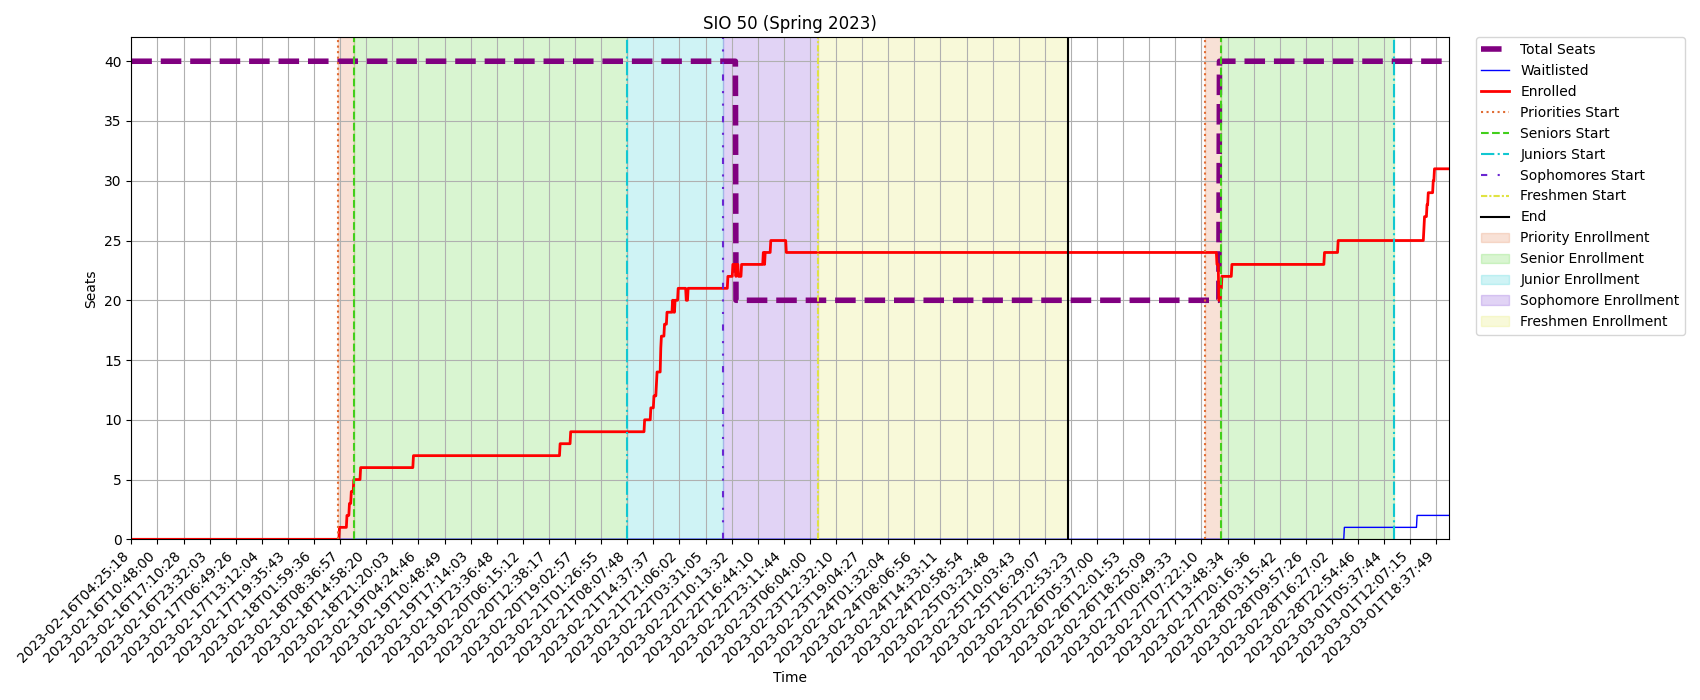 SIO 50 (Spring 2023)
Seats
40
35
30
25
20
15
10
5
0
2023-02-16T04:25:18
2023-02-16T10:48:00
2023-02-16T17:10:28
2023-02-16T23:32:03
2023-02-17T06:49:26
2023-02-17T13:12:04
2023-02-17T19:35:43
2023-02-18T01:59:36
2023-02-18T08:36:57
2023-02-18T14:58:20
2023-02-18T21:20:03
2023-02-19T04:24:46
2023-02-19T10:48:49
2023-02-19T17:14:03
2023-02-19T23:36:48
2023-02-20T06:15:12
2023-02-20T12:38:17
2023-02-20T19:02:57
2023-02-21T01:26:55
2023-02-21T08:07:48
2023-02-21T14:37:37
2023-02-21T21:06:02
2023-02-22T03:31:05
2023-02-22T10:13:32
2023-02-22T16:44:10
2023-02-22T23:11:44
2023-02-23T06:04:00
2023-02-23T12:32:10
2023-02-23T19:04:27
2023-02-24T01:32:04
2023-02-24T08:06:56
2023-02-24T14:33:11
2023-02-24T20:58:54
2023-02-25T03:23:48
2023-02-25T10:03:43
2023-02-25T16:29:07
2023-02-25T22:53:23
2023-02-26T05:37:00
2023-02-26T12:01:53
2023-02-26T18:25:09
2023-02-27T00:49:33
2023-02-27T07:22:10
2023-02-27T13:48:34
2023-02-27T20:16:36
2023-02-28T03:15:42
2023-02-28T09:57:26
2023-02-28T16:27:02
2023-02-28T22:54:46
2023-03-01T05:37:44
2023-03-01T12:07:15
2023-03-01T18:37:49
Time
Total Seats
Waitlisted
Enrolled
Priorities Start
Seniors Start
Juniors Start
Sophomores Start
Freshmen Start
End
Priority Enrollment
Senior Enrollment
Junior Enrollment
Sophomore Enrollment
Freshmen Enrollment